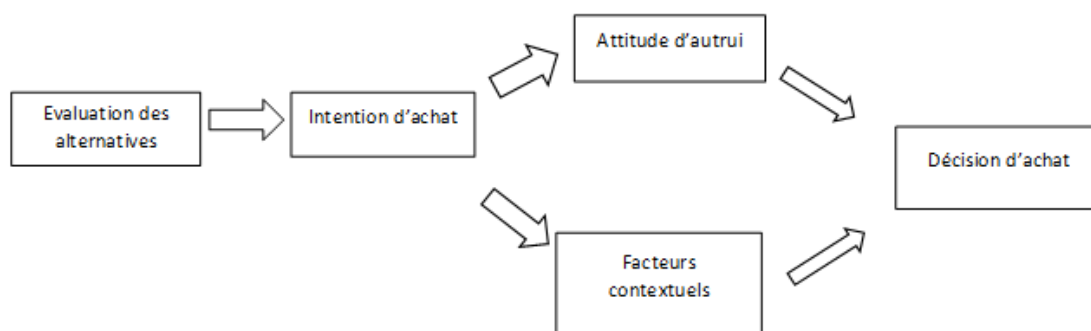 Evaluation des
alternatives
Intention d'achat
Attitude d'autrui
Facteurs
contextuels
Décision d'achat